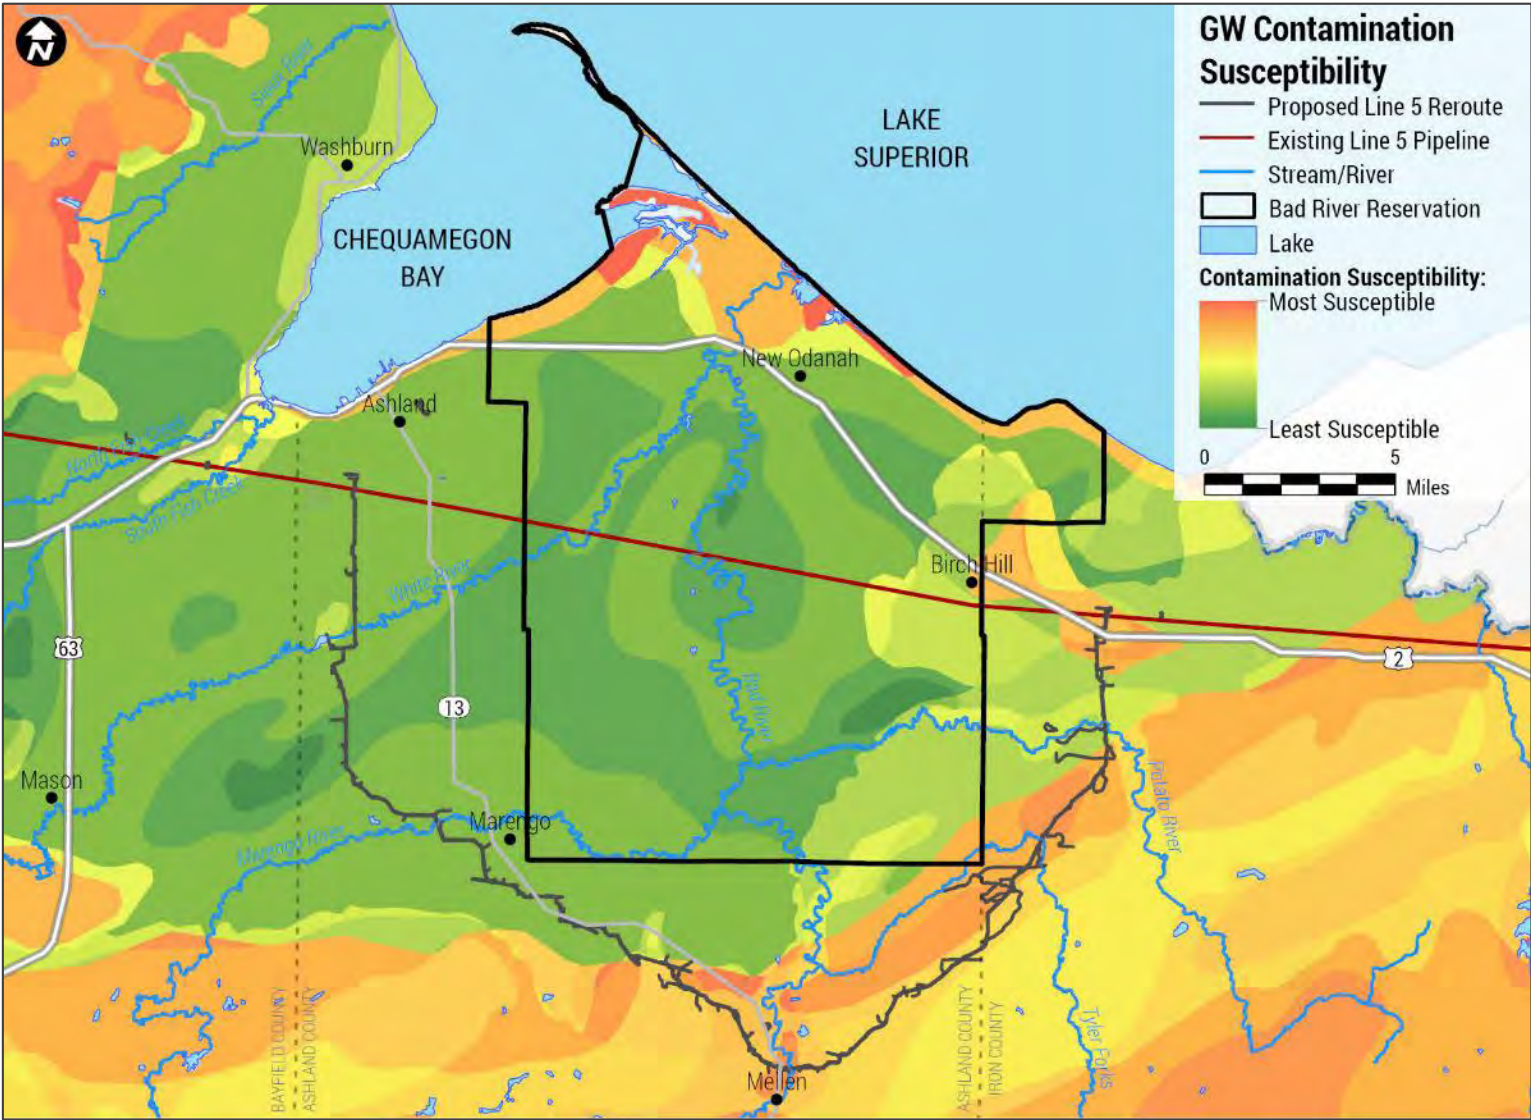 N
GW Contamination
Susceptibility
Proposed Line 5 Reroute
Existing Line 5 Pipeline
Stream/River
Bad River Reservation
Lake
Contamination Susceptibility:
Most Susceptible
Least Susceptible
0 5
Miles
Sioux River
Washburn
LAKE
SUPERIOR
CHEQUAMEGON
BAY
New Odanah
Ashland
North Fish Creek
South Fish Creek
White River
Birch Hill
63
2
13
Bad River
Mason
Marengo
Marengo River
Potato River
BAYFIELD COUNTY
ASHLAND COUNTY
ASHLAND COUNTY
IRON COUNTY
Tyler Forks
Mellen